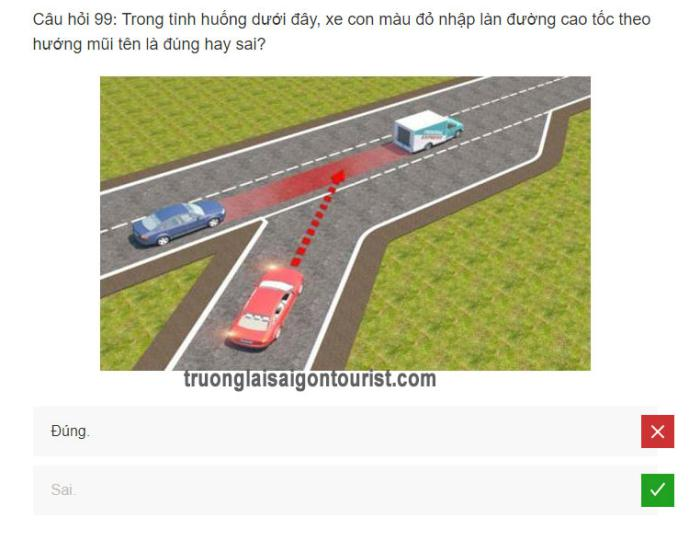 Câu hỏi 99: Trong tình huống dưới đây, xe con màu đỏ nhập làn đường cao tốc theo
hướng mũi tên là đúng hay sai?
truonglaisaigontourist.com
Đúng.
Sai.